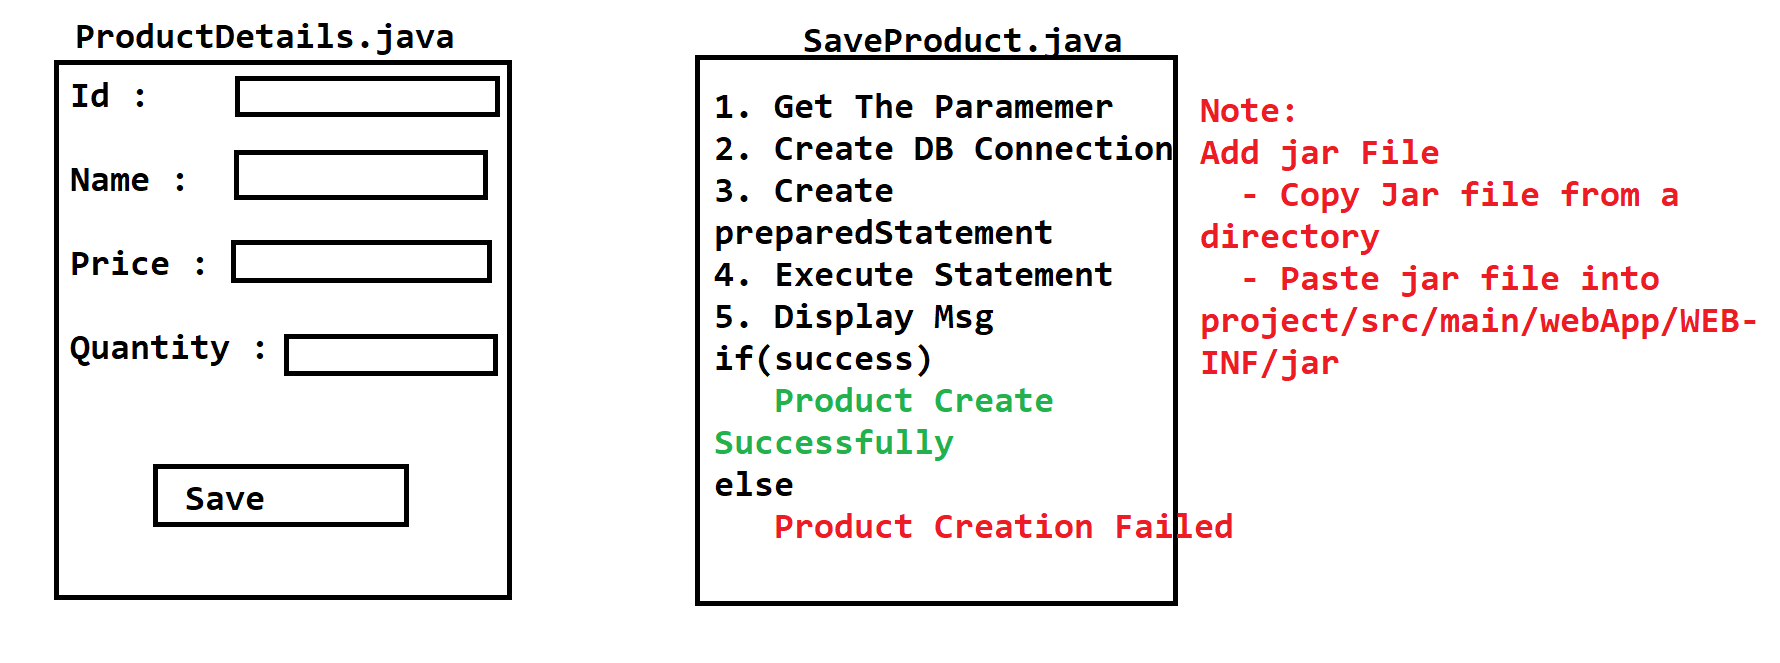 ProductDetails.java
Id :
Name :
Price :
Quantity :
Save
SaveProduct.java
1. Get The Paramemer
2. Create DB Connection
3. Create
preparedStatement
4. Execute Statement
5. Display Msg
if(success)
Product Create
Successfully
else
Product Creation Failed
Note:
Add jar File
- Copy Jar file from a
directory
- Paste jar file into
project/src/main/webApp/WEB-
INF/jar